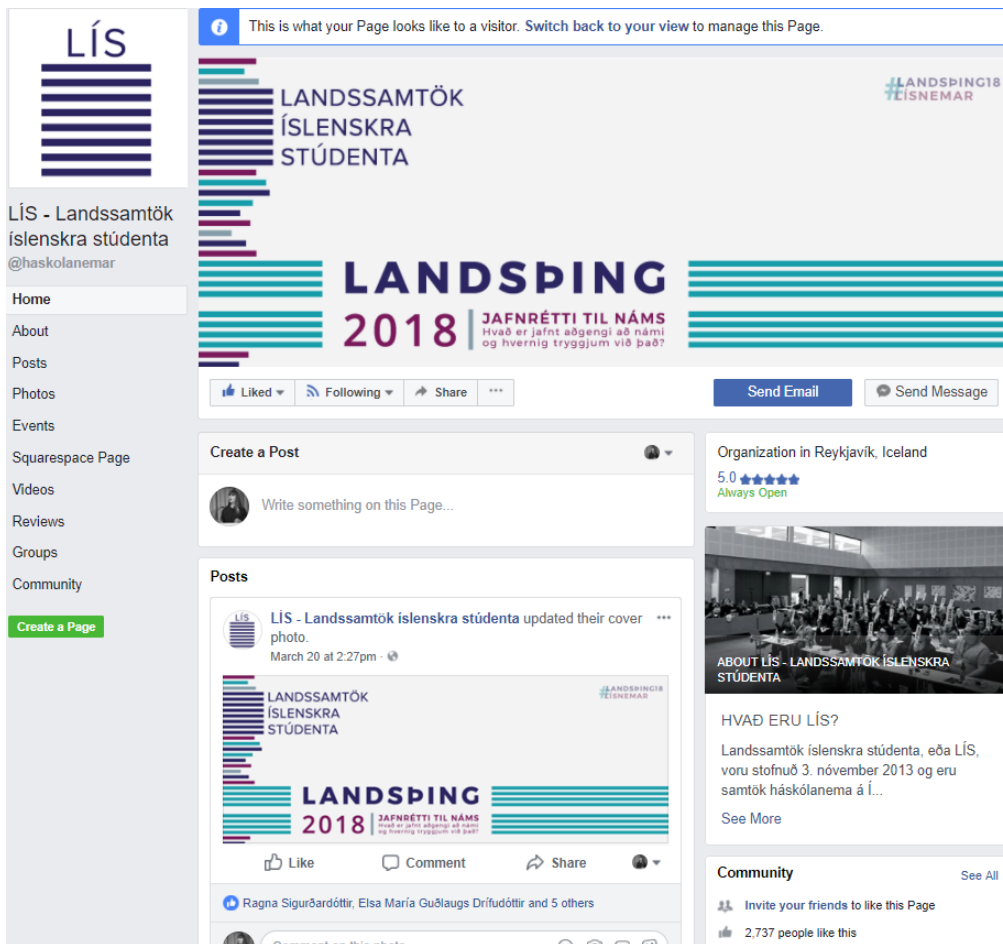 LÍS
LÍS - Landssamtök
íslenskra stúdenta
@haskolanemar
Home
About
Posts
Photos
Events
Squarespace Page
Videos
Reviews
Groups
Community
Create a Page
This is what your Page looks like to a visitor. Switch back to your view to manage this Page.
LANDSSAMTÖK
ÍSLENSKRA
STÚDENTA
#LANDSÞING18
#LÍSNEMAR
LANDSÞING
2018
JAFNRÉTTI TIL NÁMS
Hvað er jafnt aðgengi að námi
og hvernig tryggjum við það?
Liked
Following
Share
Send Email
Send Message
Create a Post
Write something on this Page...
Posts
LÍS
LÍS - Landssamtök íslenskra stúdenta updated their cover
photo.
March 20 at 2:27pm ·
LANDSSAMTÖK
ÍSLENSKRA
STÚDENTA
#LANDSÞING18
#LÍSNEMAR
LANDSÞING
2018
JAFNRÉTTI TIL NÁMS
Hvað er jafnt aðgengi að námi
og hvernig tryggjum við það?
Like
Comment
Share
Ragna Sigurðardóttir, Elsa María Guðlaugs Drífudóttir and 5 others
Comment on this photo...
Organization in Reykjavík, Iceland
5.0
Always Open
ABOUT LÍS - LANDSSAMTÖK ÍSLENSKRA
STÚDENTA
HVAÐ ERU LÍS?
Landssamtök íslenskra stúdenta, eða LÍS,
voru stofnuð 3. nóvember 2013 og eru
samtök háskólanema á Í...
See More
Community
See All
Invite your friends to like this Page
2,737 people like this